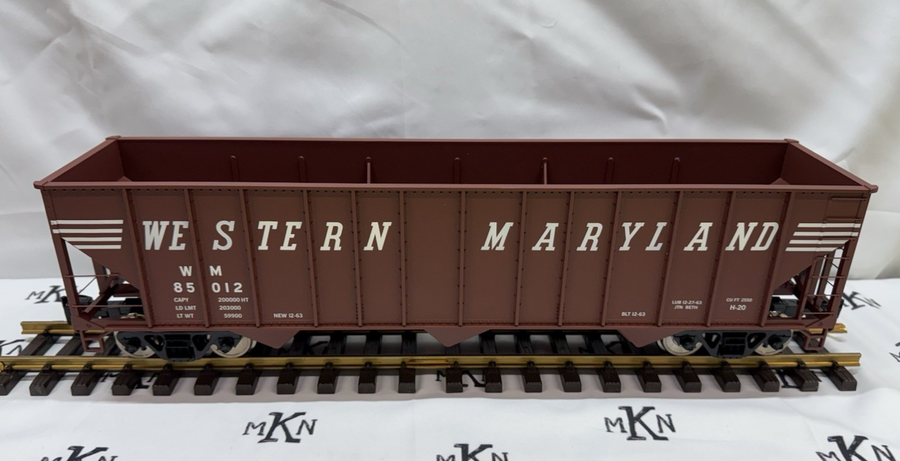 WESTERN MARYLAND
WM
85012
CAPY 200000 HT
LD LMT 203000
LT WT 59900
NEW 12-63
BLT 12-63
LUB 12-27-63
JTN BETH
CU FT 2500
H-20
MKN
MKN
MKN
MKN
MKN